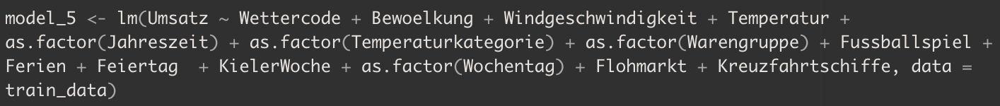 model_5 <- lm(Umsatz ~ Wettercode + Bewoelkung + Windgeschwindigkeit + Temperatur +
as.factor(Jahreszeit) + as.factor(Temperaturkategorie) + as.factor(Warengruppe) + Fussballspiel +
Ferien + Feiertag  + KielerWoche + as.factor(Wochentag) + Flohmarkt + Kreuzfahrtschiffe, data =
train_data)